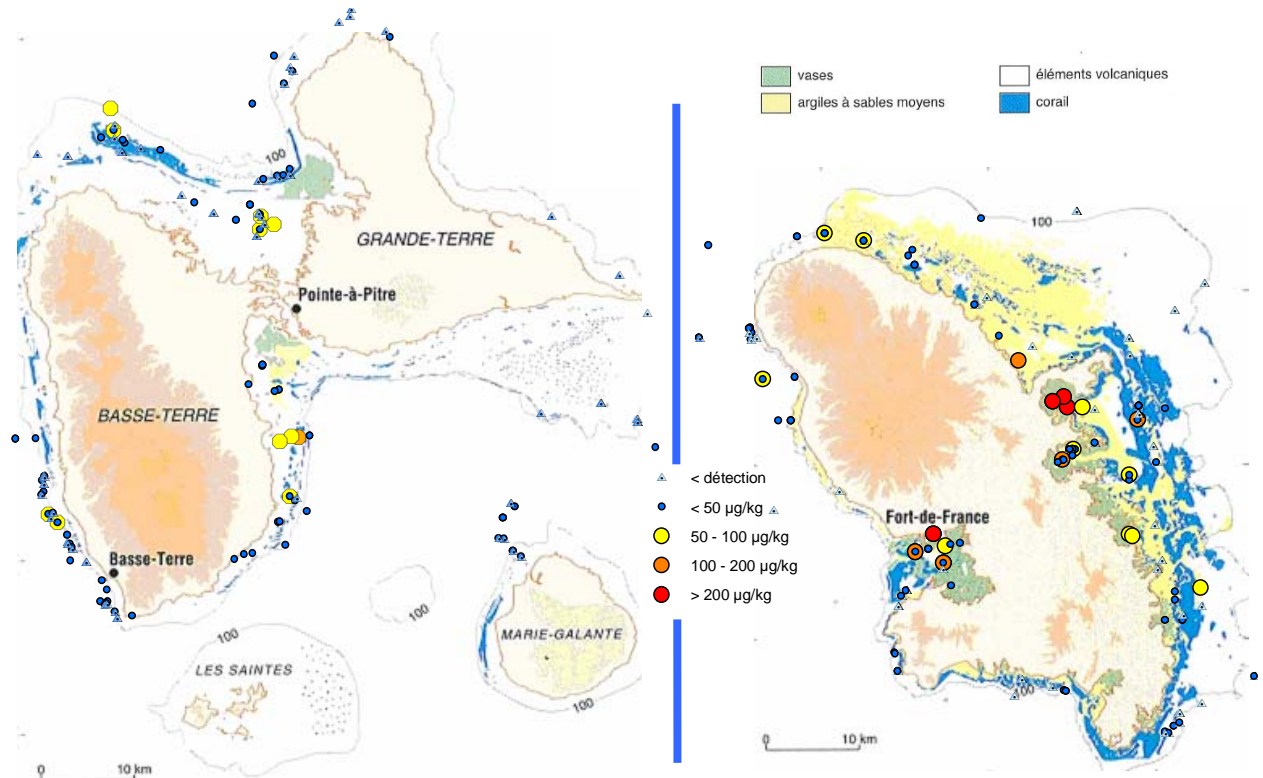 GRANDE-TERRE
Pointe-à-Pitre
BASSE-TERRE
Basse-Terre
100
100
LES SAINTES
100
MARIE-GALANTE
100
0 10 km
vases
argiles à sables moyens
éléments volcaniques
corail
100
Fort-de-France
100
0 10 km
< détection
< 50 µg/kg
50 - 100 µg/kg
100 - 200 µg/kg
> 200 µg/kg